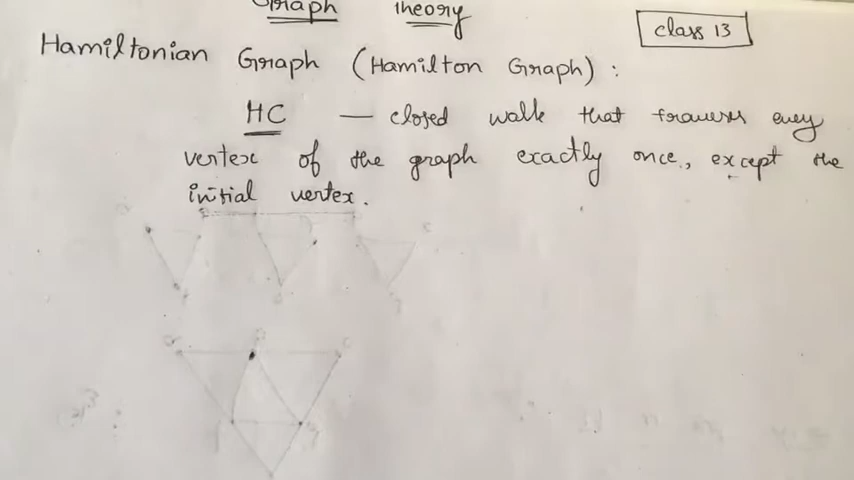 Graph Theory
class 13
Hamiltonian Graph (Hamilton Graph) :
HC — closed walk that traverses every
vertex of the graph exactly once, except the
initial vertex.